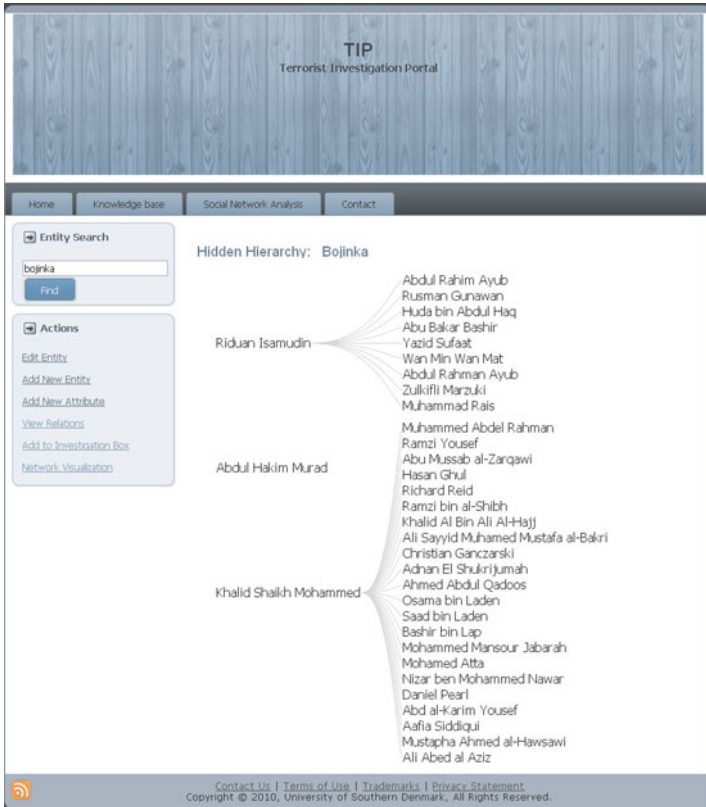 TIP
Terrorist Investigation Portal
Home
Knowledge base
Social Network Analysis
Contact
Entity Search
bojinka
Find
Actions
Edit Entity
Add New Entity
Add New Attribute
View Relations
Add to Investigation Box
Network Visualization
Hidden Hierarchy: Bojinka
Riduan Isamudin
Abdul Rahim Ayub
Rusman Gunawan
Huda bin Abdul Haq
Abu Bakar Bashir
Yazid Sufaat
Wan Min Wan Mat
Abdul Rahman Ayub
Zulkifli Marzuki
Muhammad Rais
Abdul Hakim Murad
Khalid Shaikh Mohammed
Muhammed Abdel Rahman
Ramzi Yousef
Abu Mussab al-Zarqawi
Hasan Ghul
Richard Reid
Ramzi bin al-Shibh
Khalid Al Bin Ali Al-Hajj
Ali Sayyid Muhamed Mustafa al-Bakri
Christian Ganczarski
Adnan El Shukrijumah
Ahmed Abdul Qadoos
Osama bin Laden
Saad bin Laden
Bashir bin Lap
Mohammed Mansour Jabarah
Mohamed Atta
Nizar ben Mohammed Nawar
Daniel Pearl
Abd al-Karim Yousef
Aafia Siddiqui
Mustapha Ahmed al-Hawsawi
Ali Abed al Aziz
Contact Us | Terms of Use | Trademarks | Privacy Statement
Copyright © 2010, University of Southern Denmark, All Rights Reserved.